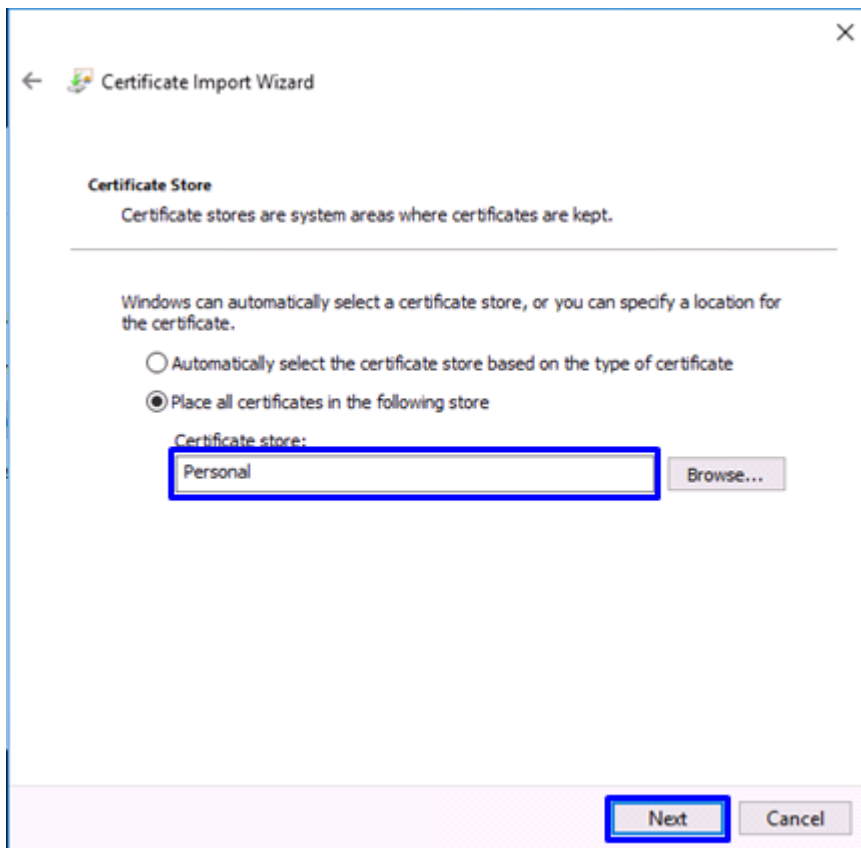 Certificate Import Wizard
Certificate Store
Certificate stores are system areas where certificates are kept.
Windows can automatically select a certificate store, or you can specify a location for
the certificate.
Automatically select the certificate store based on the type of certificate
Place all certificates in the following store
Certificate store:
Personal
Browse...
Next
Cancel